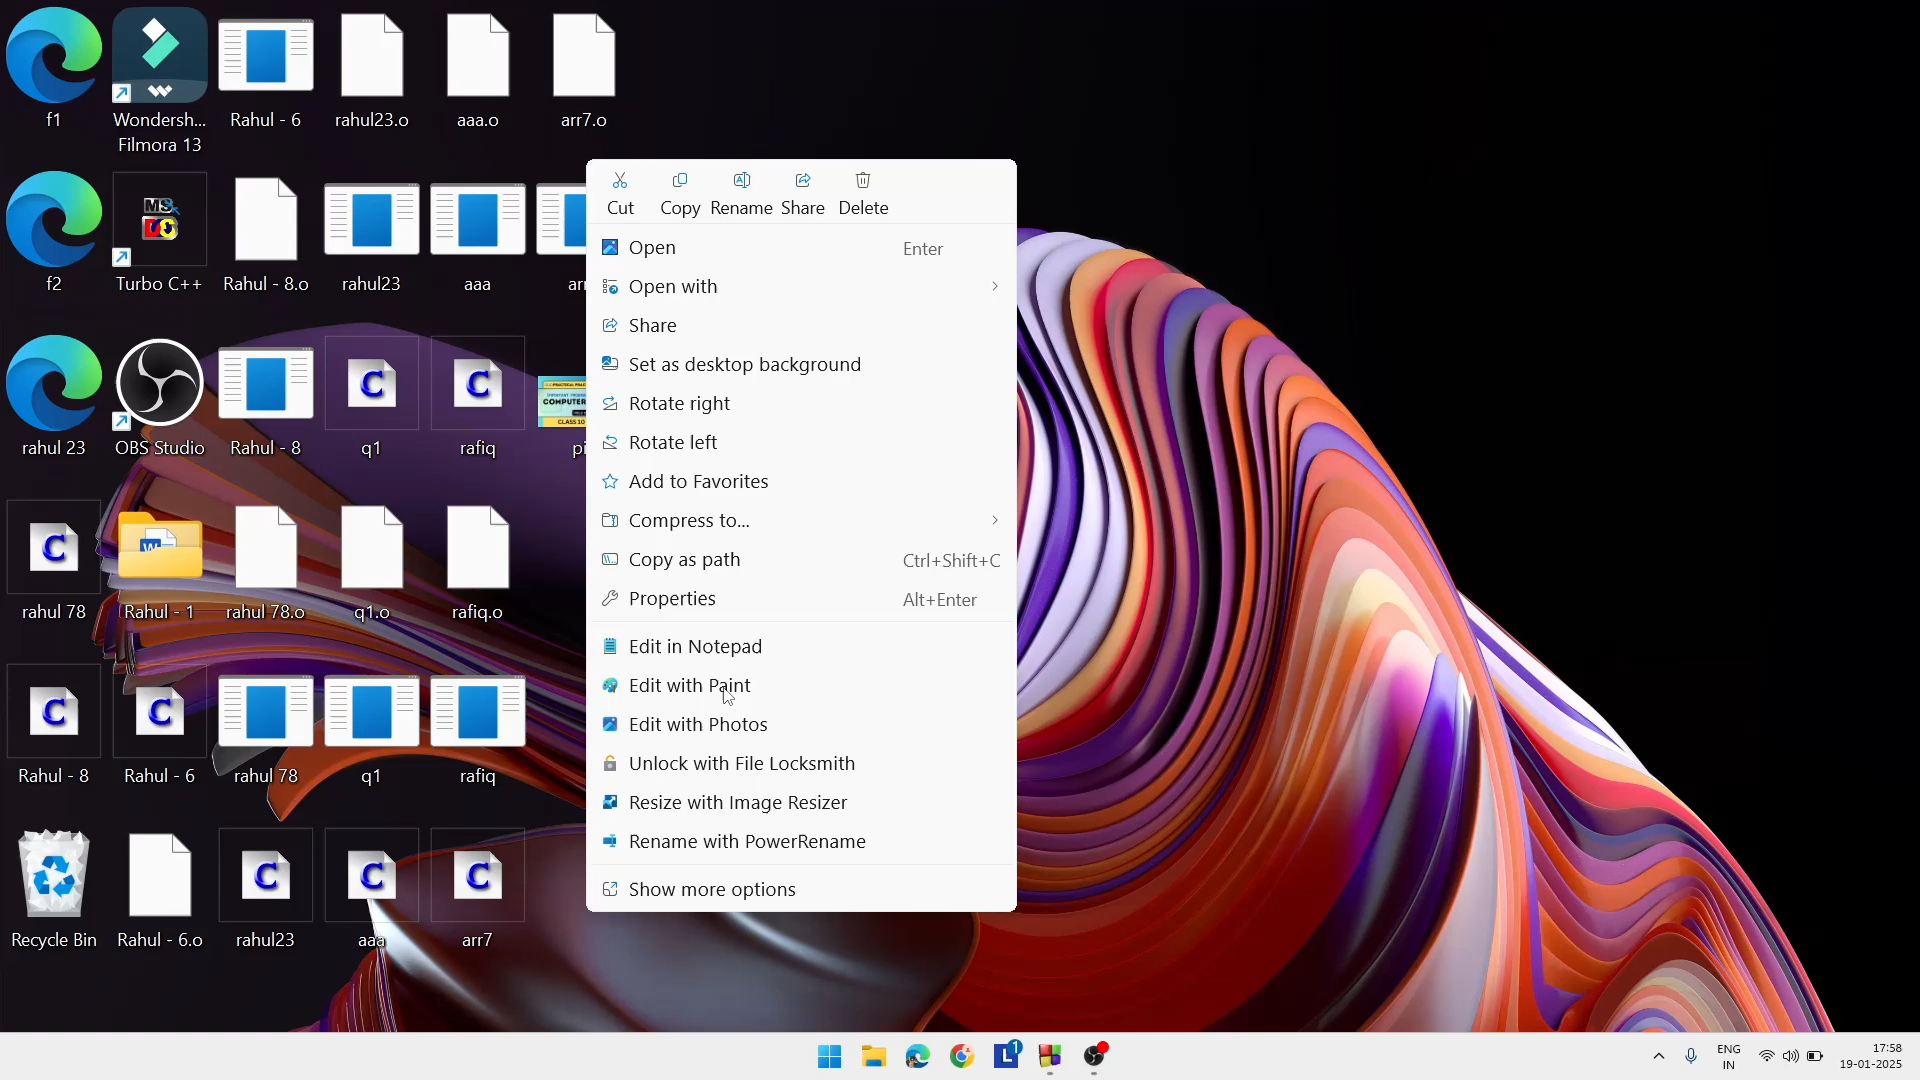 f1
Wondersh...
Filmora 13
Rahul - 6
rahul23.o
aaa.o
arr7.o
f2
Turbo C++
Rahul - 8.o
rahul23
aaa
arr
rahul 23
OBS Studio
Rahul - 8
q1
rafiq
pi
COMPUTER
CLASS 10
rahul 78
Rahul - 1
rahul 78.o
q1.o
rafiq.o
Rahul - 8
Rahul - 6
rahul 78
q1
rafiq
Recycle Bin
Rahul - 6.o
rahul23
aaa
arr7
Cut Copy Rename Share Delete
Open Enter
Open with
Share
Set as desktop background
Rotate right
Rotate left
Add to Favorites
Compress to...
Copy as path Ctrl+Shift+C
Properties Alt+Enter
Edit in Notepad
Edit with Paint
Edit with Photos
Unlock with File Locksmith
Resize with Image Resizer
Rename with PowerRename
Show more options
ENG
IN
17:58
19-01-2025